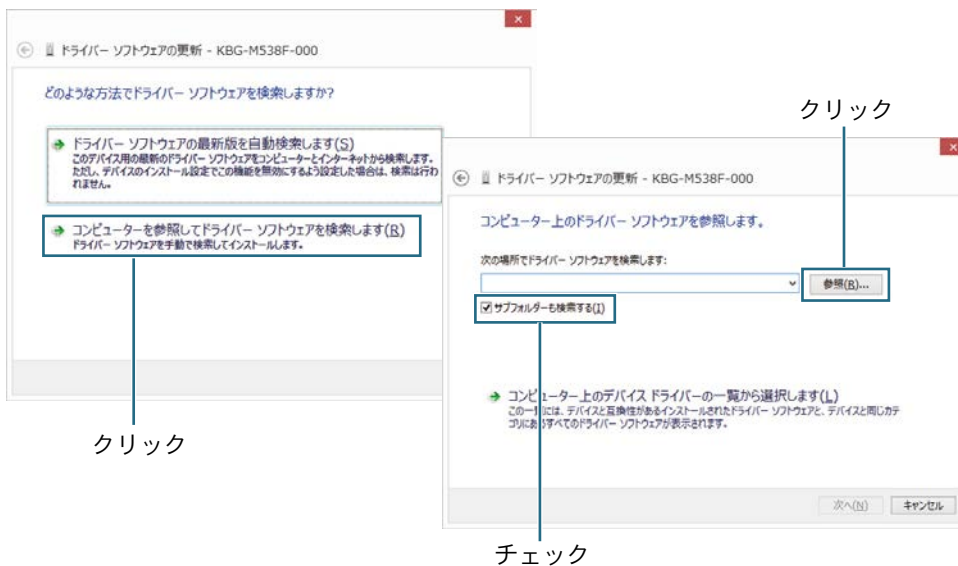 ドライバー ソフトウェアの更新 - KBG-M538F-000
どのような方法でドライバー ソフトウェアを検索しますか?
ドライバー ソフトウェアの最新版を自動検索します(S)
このデバイス用の最新のドライバー ソフトウェアをコンピューターとインターネットから検索します。
ただし、デバイスのインストール設定でこの機能を無効にするよう設定した場合は、検索は行わ
れません。
コンピューターを参照してドライバー ソフトウェアを検索します(R)
ドライバー ソフトウェアを手動で検索してインストールします。
クリック
クリック
ドライバー ソフトウェアの更新 - KBG-M538F-000
コンピューター上のドライバー ソフトウェアを参照します。
次の場所でドライバー ソフトウェアを検索します:
参照(R)...
サブフォルダーも検索する(I)
コンピューター上のデバイス ドライバーの一覧から選択します(L)
この一覧には、デバイスと互換性があるインストールされたドライバー ソフトウェアと、デバイスと同じカテ
ゴリにあるすべてのドライバー ソフトウェアが表示されます。
次へ(N) キャンセル
チェック